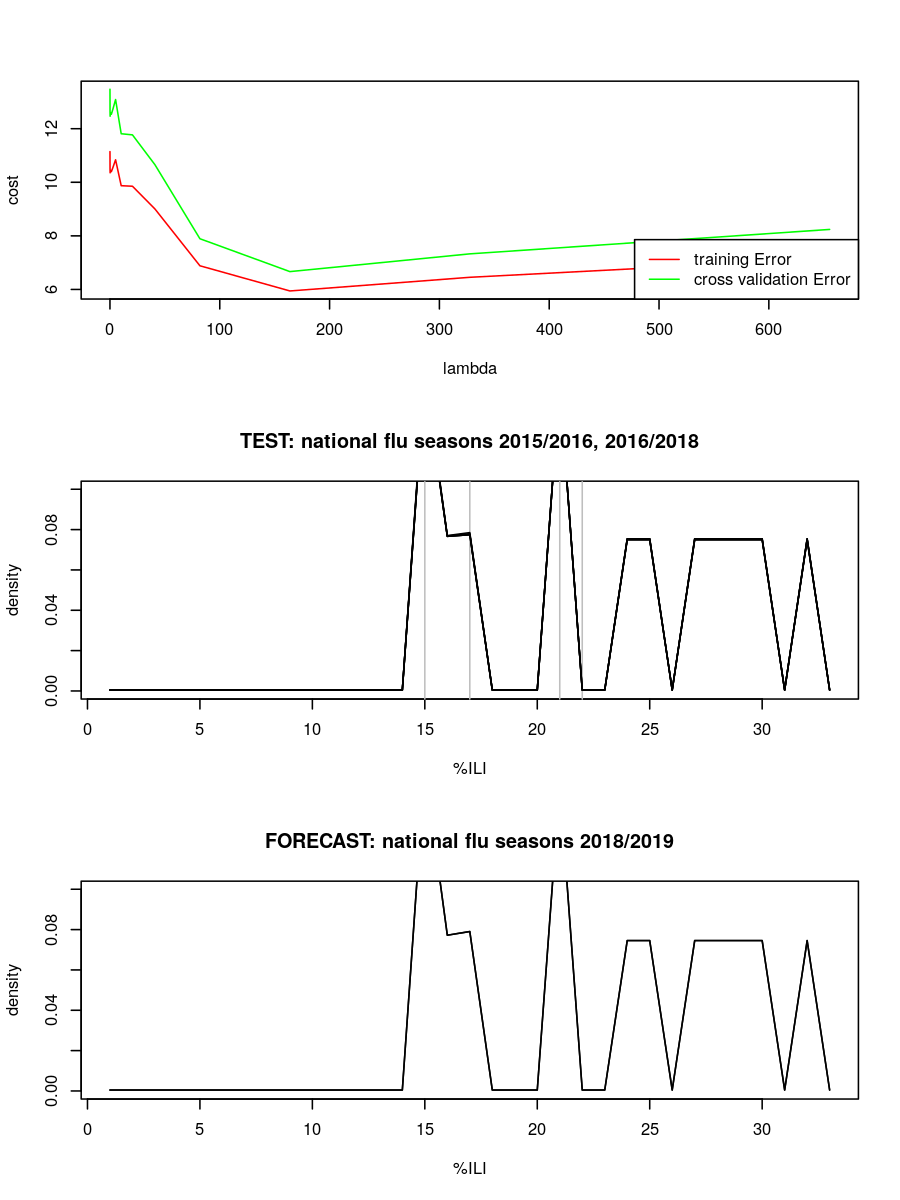 12
10
8
6
cost
training Error
cross validation Error
0 100 200 300 400 500 600
lambda
TEST: national flu seasons 2015/2016, 2016/2018
0.08
0.04
0.00
density
0 5 10 15 20 25 30
%ILI
FORECAST: national flu seasons 2018/2019
0.08
0.04
0.00
density
0 5 10 15 20 25 30
%ILI